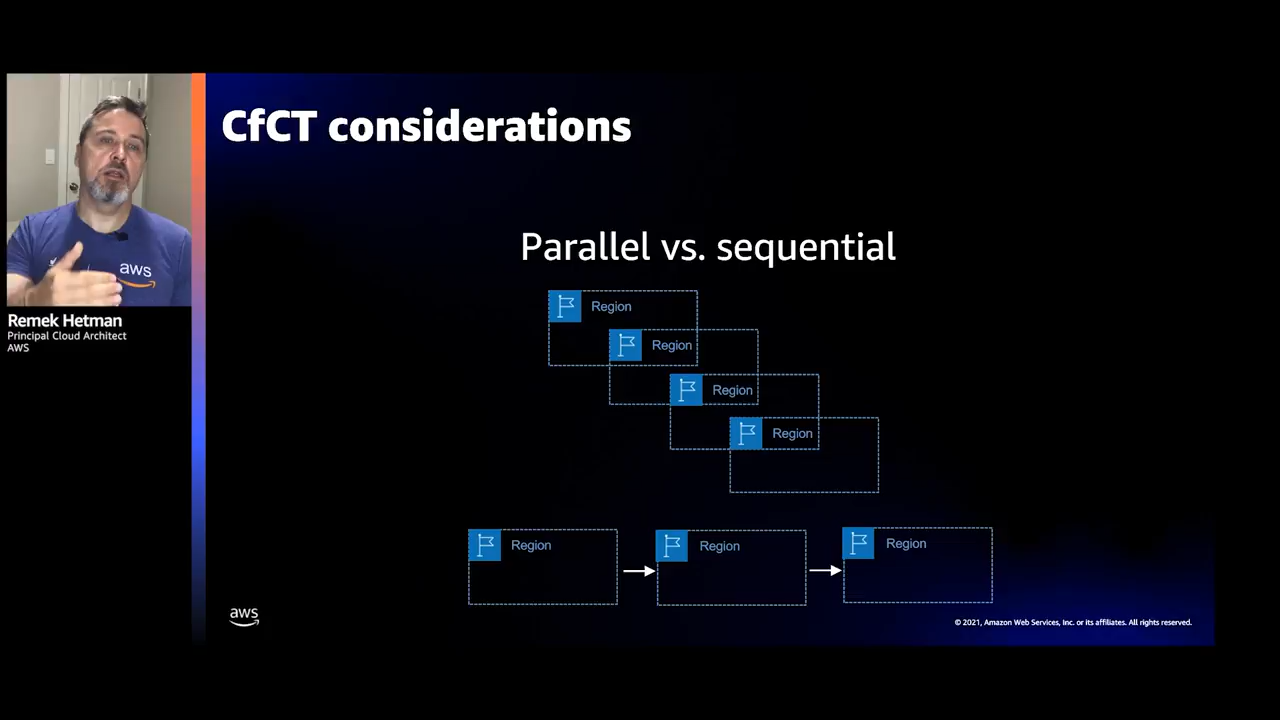 CfCT considerations
Parallel vs. sequential
Region
Region
Region
Region
Region
Region
Region
aws
Remek Hetman
Principal Cloud Architect
AWS
aws
© 2021, Amazon Web Services, Inc. or its affiliates. All rights reserved.